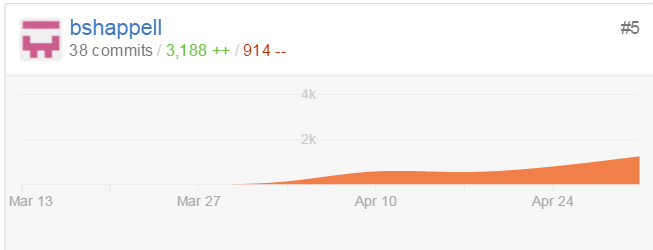 bshappell #5
38 commits / 3,188 ++ / 914 --
4k
2k
Mar 13 Mar 27 Apr 10 Apr 24